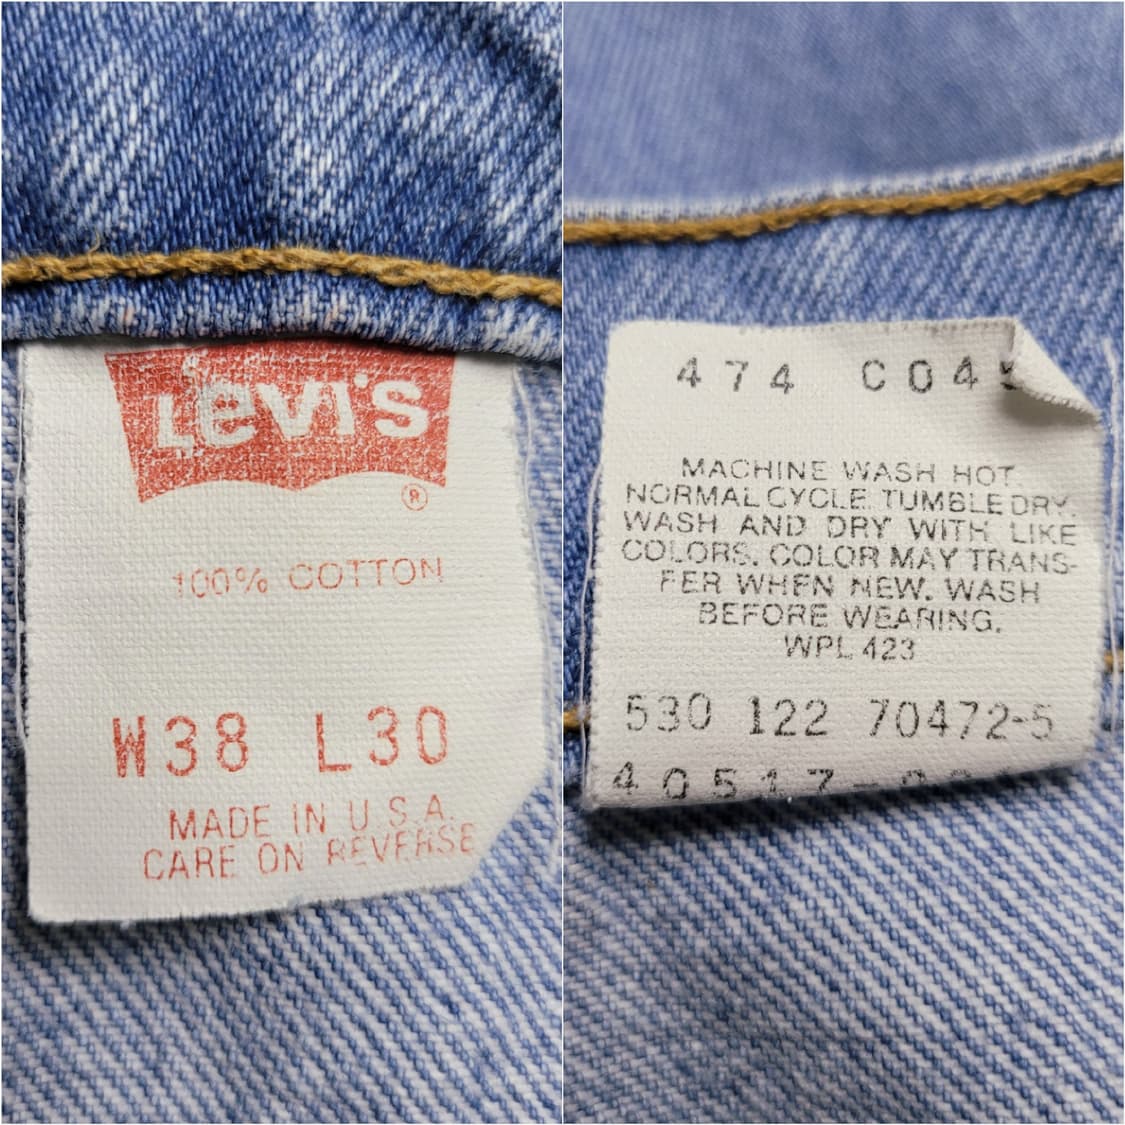 Levi's
®
100% COTTON
W38 L30
MADE IN U.S.A.
CARE ON REVERSE
474 C04
MACHINE WASH HOT.
NORMAL CYCLE. TUMBLE DRY.
WASH AND DRY WITH LIKE
COLORS. COLOR MAY TRANS-
FER WHEN NEW. WASH
BEFORE WEARING.
WPL 423
530 122 70472-5
40517